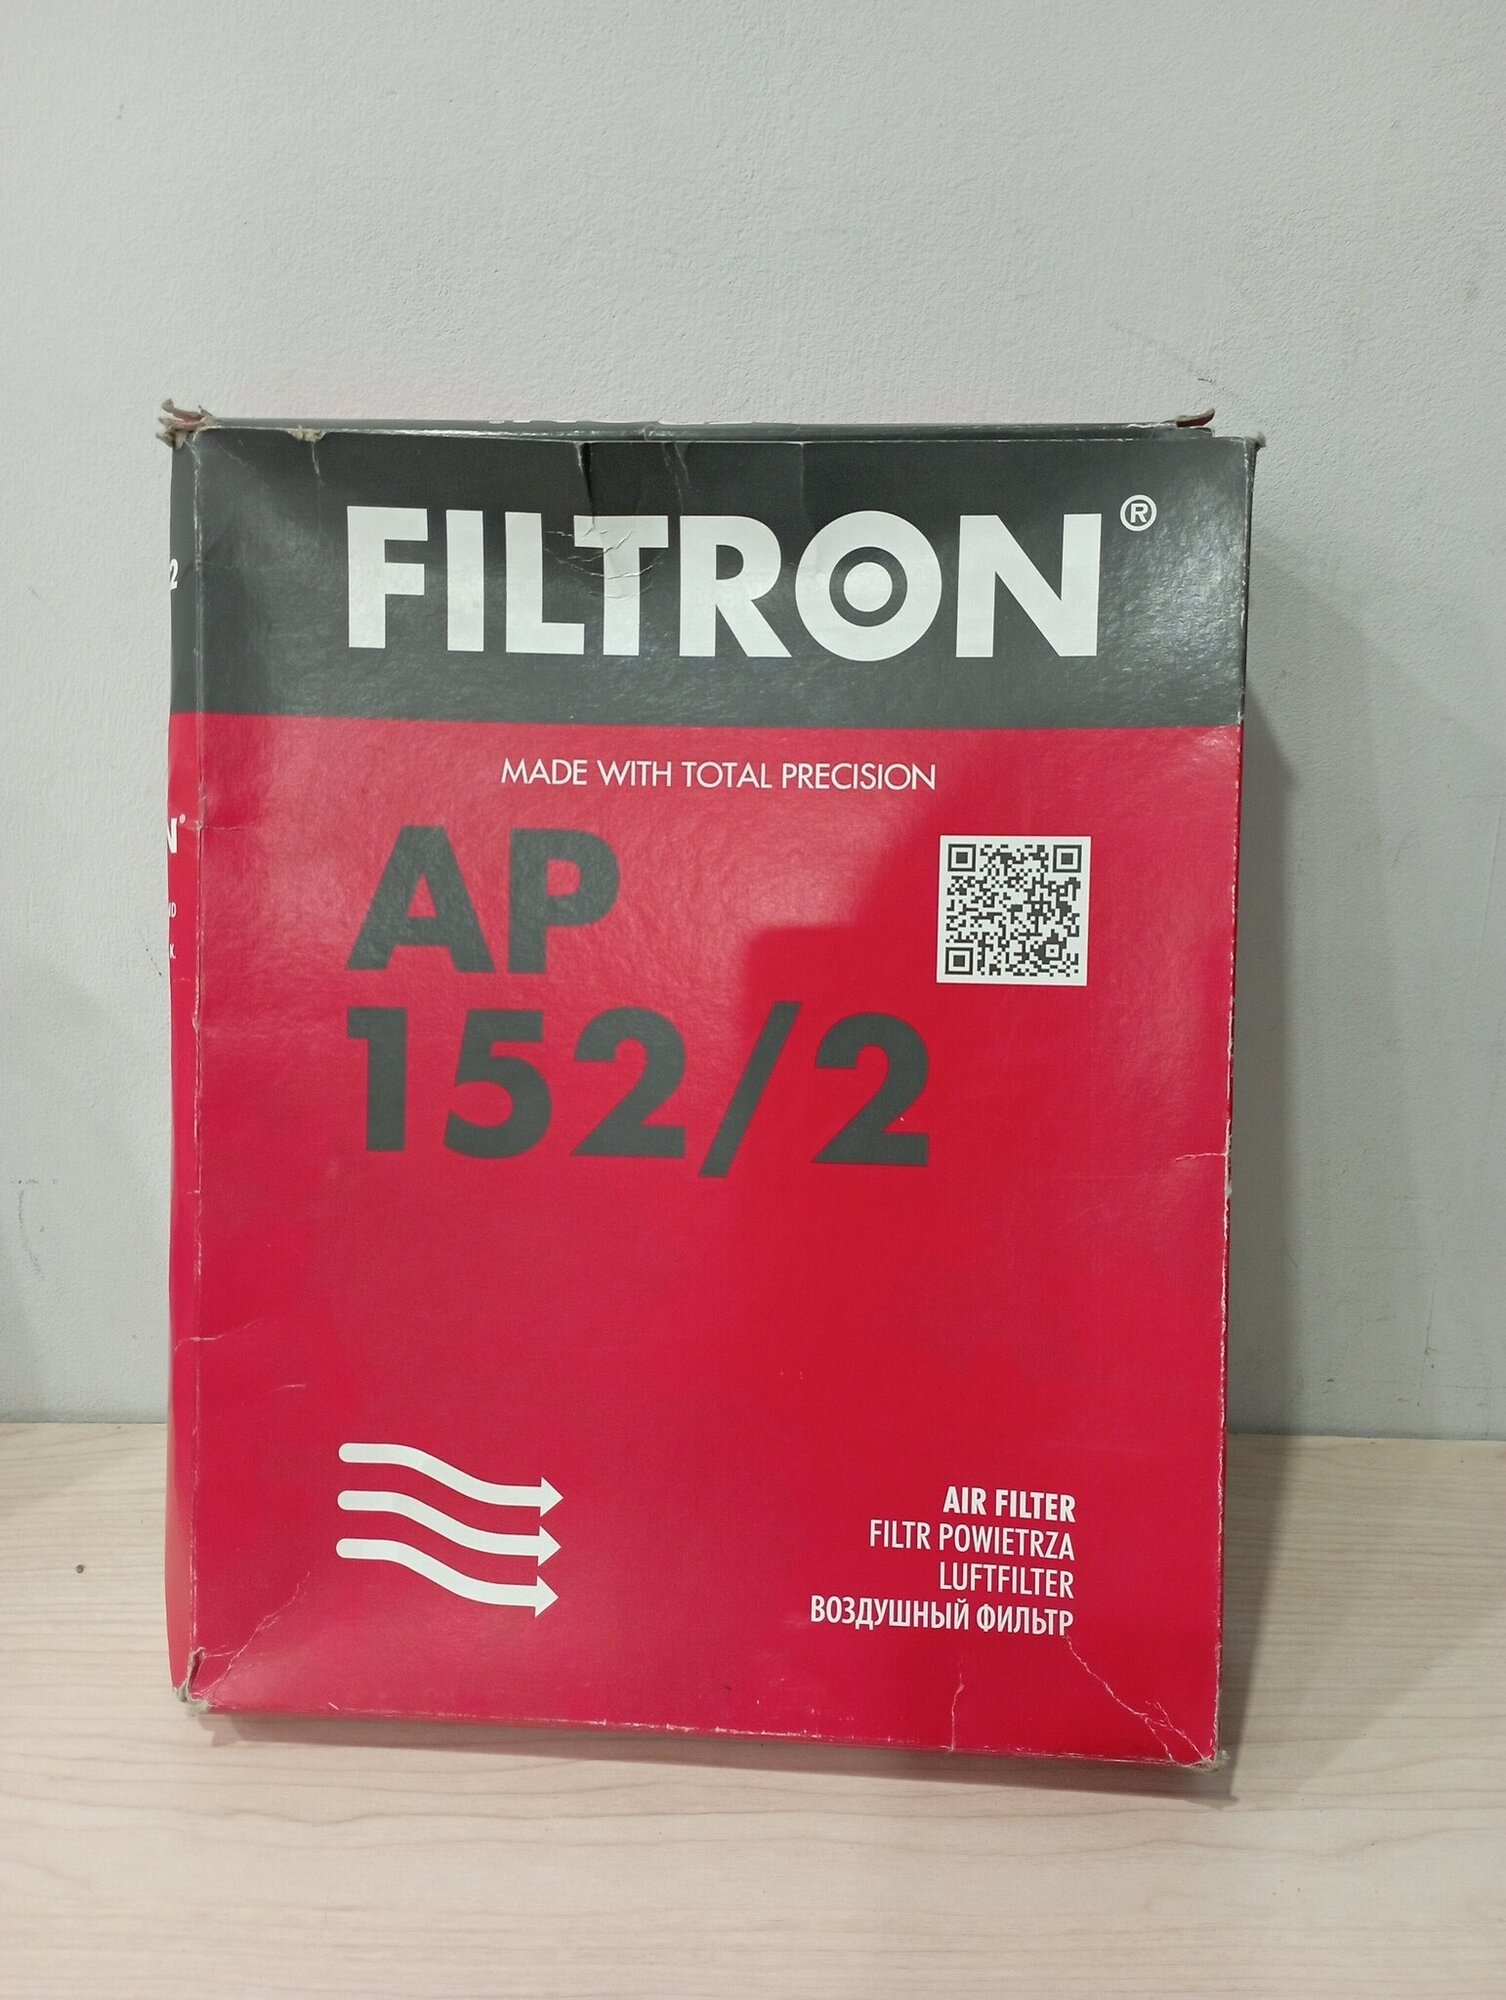 FILTRON®
MADE WITH TOTAL PRECISION
AP
152/2
AIR FILTER
FILTR POWIETRZA
LUFTFILTER
ВОЗДУШНЫЙ ФИЛЬТР